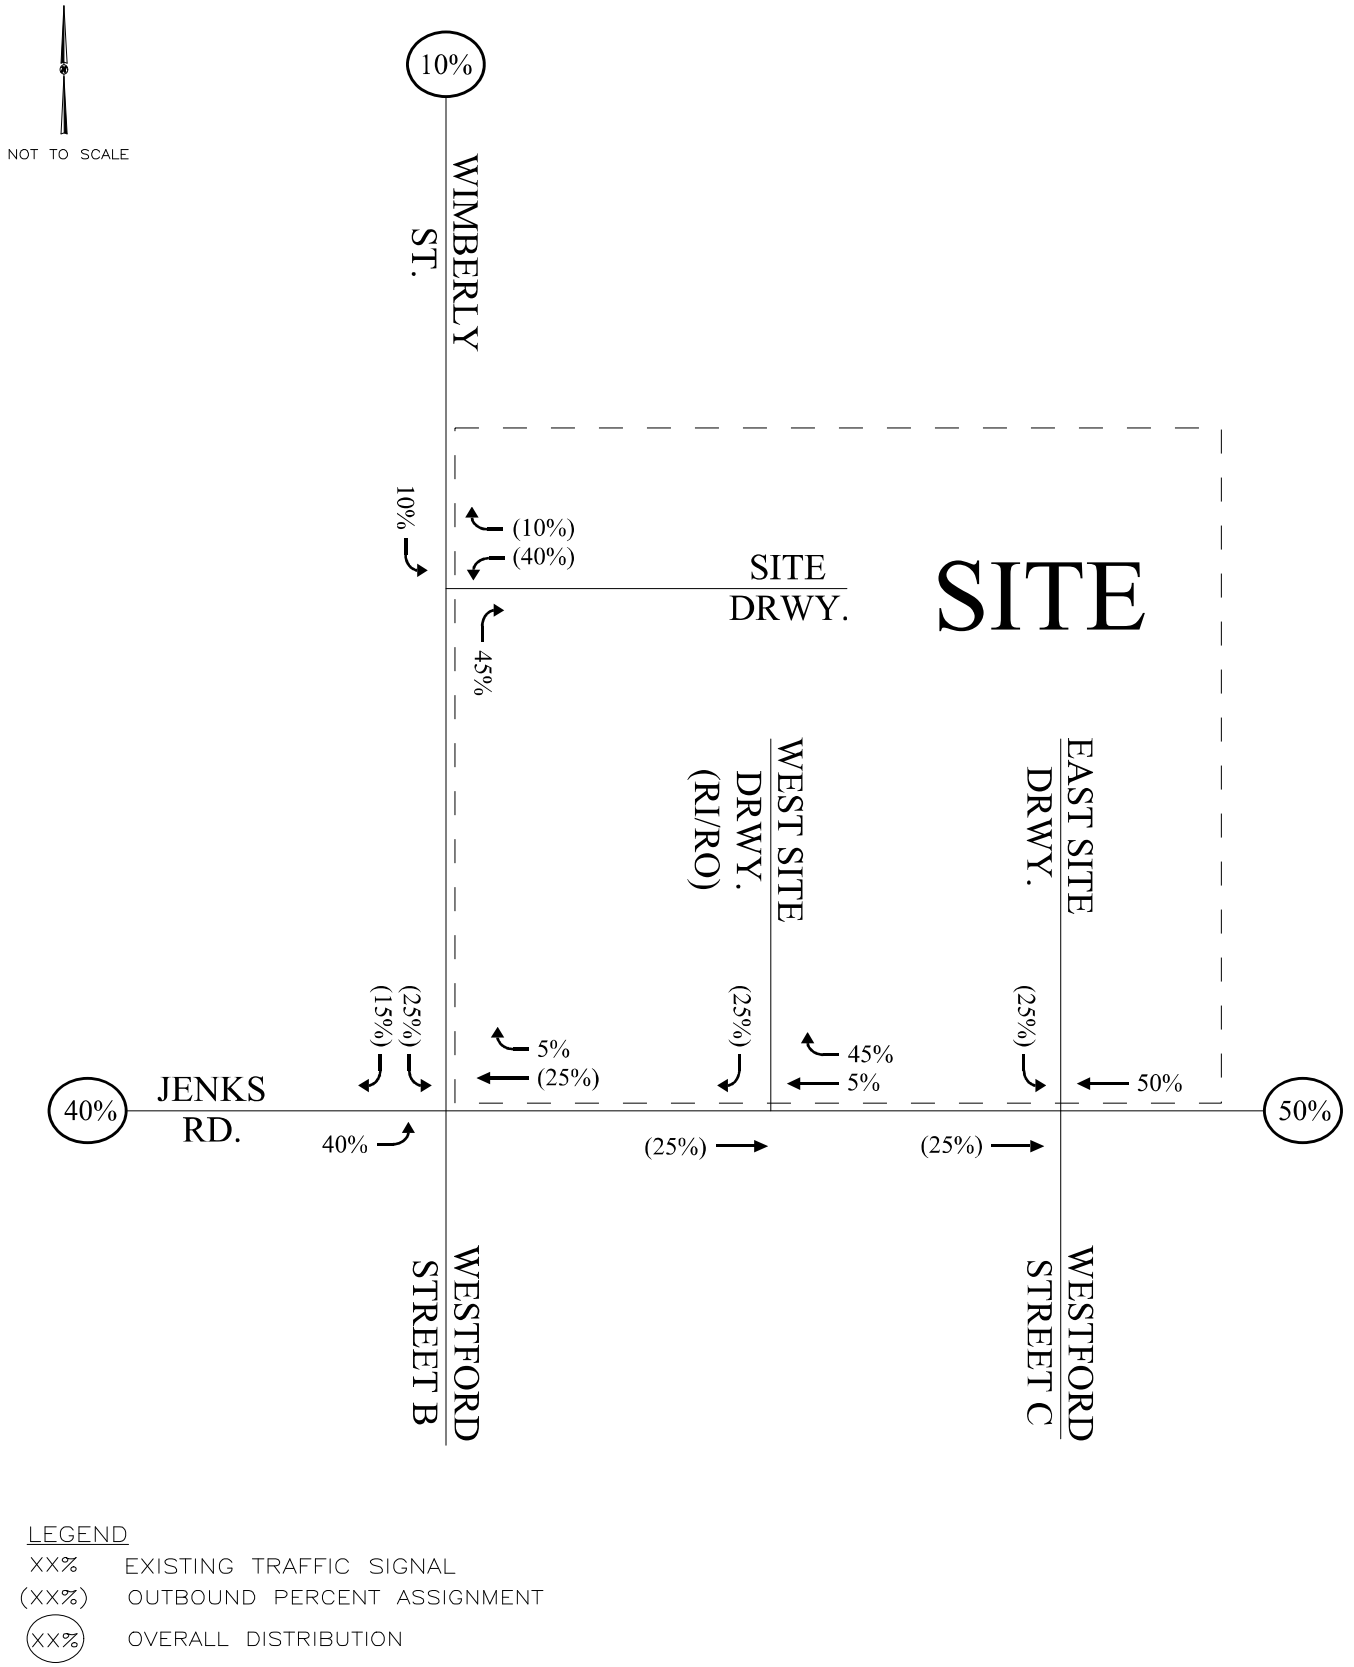 10%
NOT TO SCALE
WIMBERLY
ST.
10%
(10%)
(40%)
45%
SITE
DRWY.
SITE
WEST SITE
DRWY.
(RI/RO)
EAST SITE
DRWY.
(15%)
(25%)
5%
(25%)
(25%)
45%
5%
(25%)
50%
40%
JENKS
RD.
50%
40%
(25%)
(25%)
WESTFORD
STREET B
WESTFORD
STREET C
LEGEND
XX% EXISTING TRAFFIC SIGNAL
(XX%) OUTBOUND PERCENT ASSIGNMENT
XX% OVERALL DISTRIBUTION